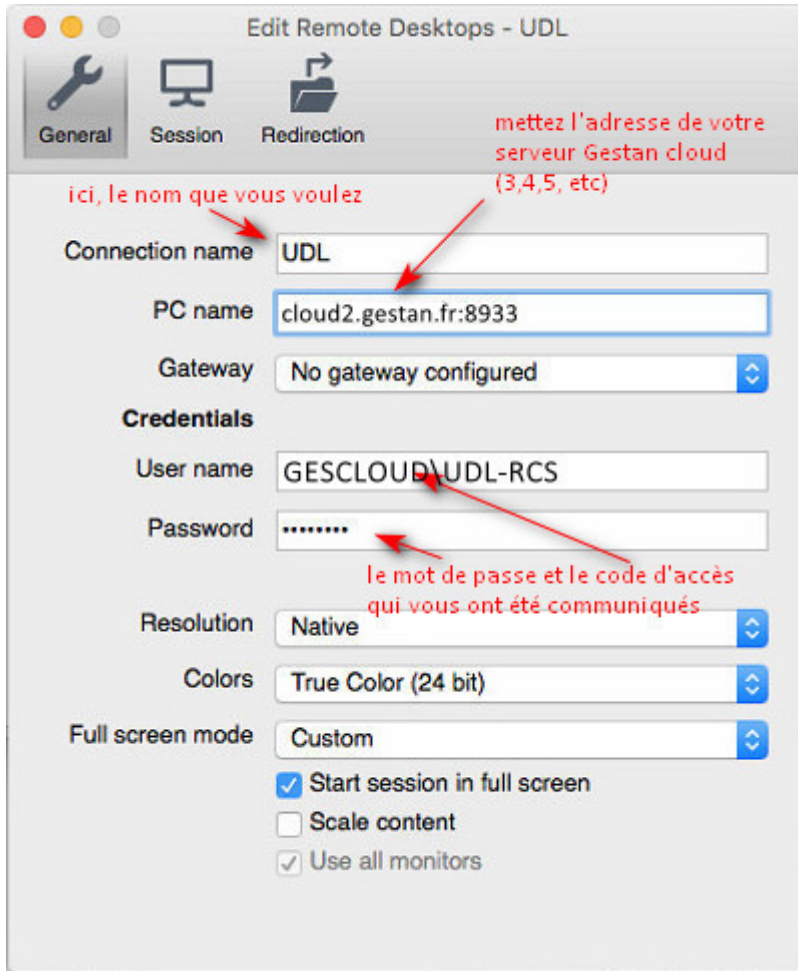 Edit Remote Desktops - UDL
General
Session
Redirection
mettez l'adresse de votre
serveur Gestan cloud
(3,4,5, etc)
ici, le nom que vous voulez
Connection name
UDL
PC name
cloud2.gestan.fr:8933
Gateway
No gateway configured
Credentials
User name
GESCLOUD\UDL-RCS
Password
••••••••
le mot de passe et le code d'accès
qui vous ont été communiqués
Resolution
Native
Colors
True Color (24 bit)
Full screen mode
Custom
Start session in full screen
Scale content
Use all monitors